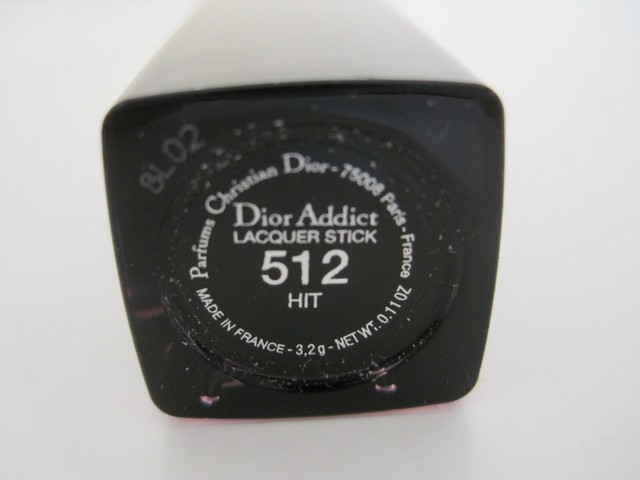 8L02
Parfums Christian Dior - 75008 Paris - France
Dior Addict
LACQUER STICK
512
HIT
MADE IN FRANCE - 3,2 g - NET WT. 0.11 OZ